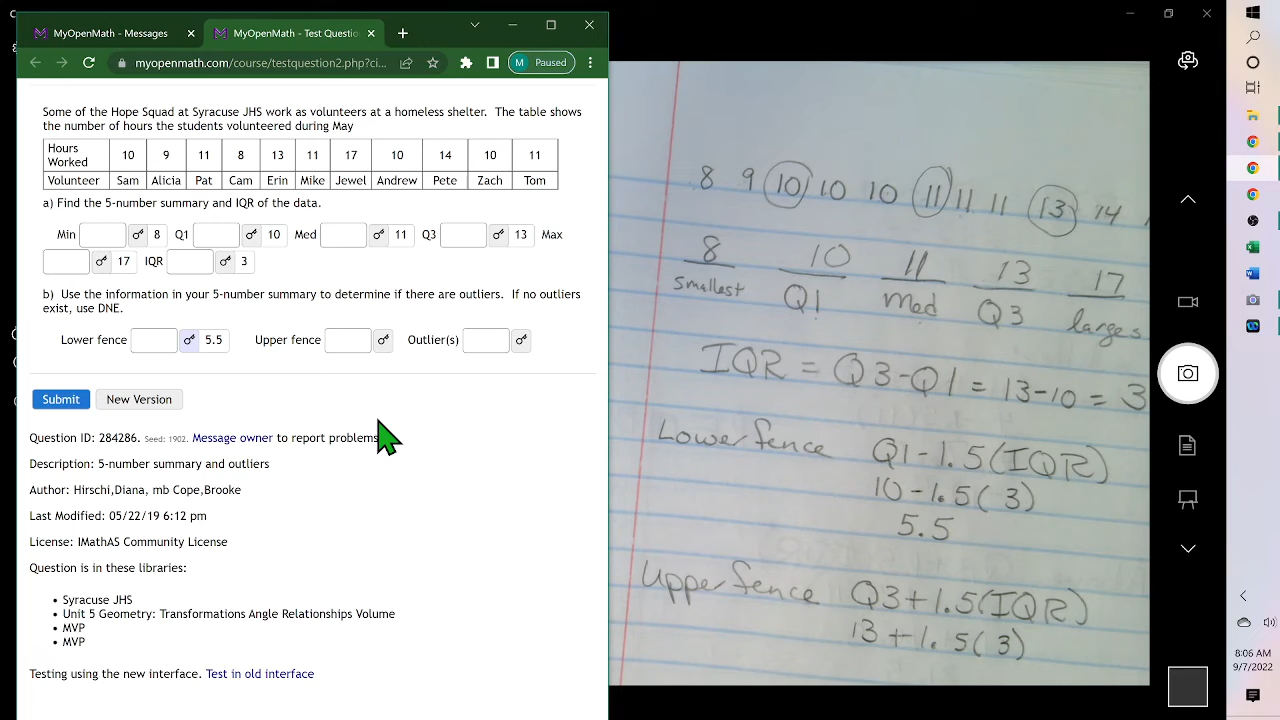 MyOpenMath - Messages
MyOpenMath - Test Questio
myopenmath.com/course/testquestion2.php?ci...
M Paused
Some of the Hope Squad at Syracuse JHS work as volunteers at a homeless shelter. The table shows
the number of hours the students volunteered during May
Hours Worked 10 9 11 8 13 11 17 10 14 10 11
Volunteer Sam Alicia Pat Cam Erin Mike Jewel Andrew Pete Zach Tom
a) Find the 5-number summary and IQR of the data.
Min 8 Q1 10 Med 11 Q3 13 Max
17 IQR 3
b) Use the information in your 5-number summary to determine if there are outliers. If no outliers
exist, use DNE.
Lower fence 5.5 Upper fence Outlier(s)
Submit New Version
Question ID: 284286. Seed: 1902. Message owner to report problems
Description: 5-number summary and outliers
Author: Hirschi,Diana, mb Cope,Brooke
Last Modified: 05/22/19 6:12 pm
License: IMathAS Community License
Question is in these libraries:
• Syracuse JHS
• Unit 5 Geometry: Transformations Angle Relationships Volume
• MVP
• MVP
Testing using the new interface. Test in old interface
8 9 10 10 10 11 11 11 13 14
8 10 11 13 17
smallest Q1 med Q3 larges
IQR = Q3-Q1 = 13-10 = 3
Lower fence Q1-1.5(IQR)
10-1.5(3)
5.5
Upper fence Q3+1.5(IQR)
13+1.5(3)
8:06 AM
9/7/2022